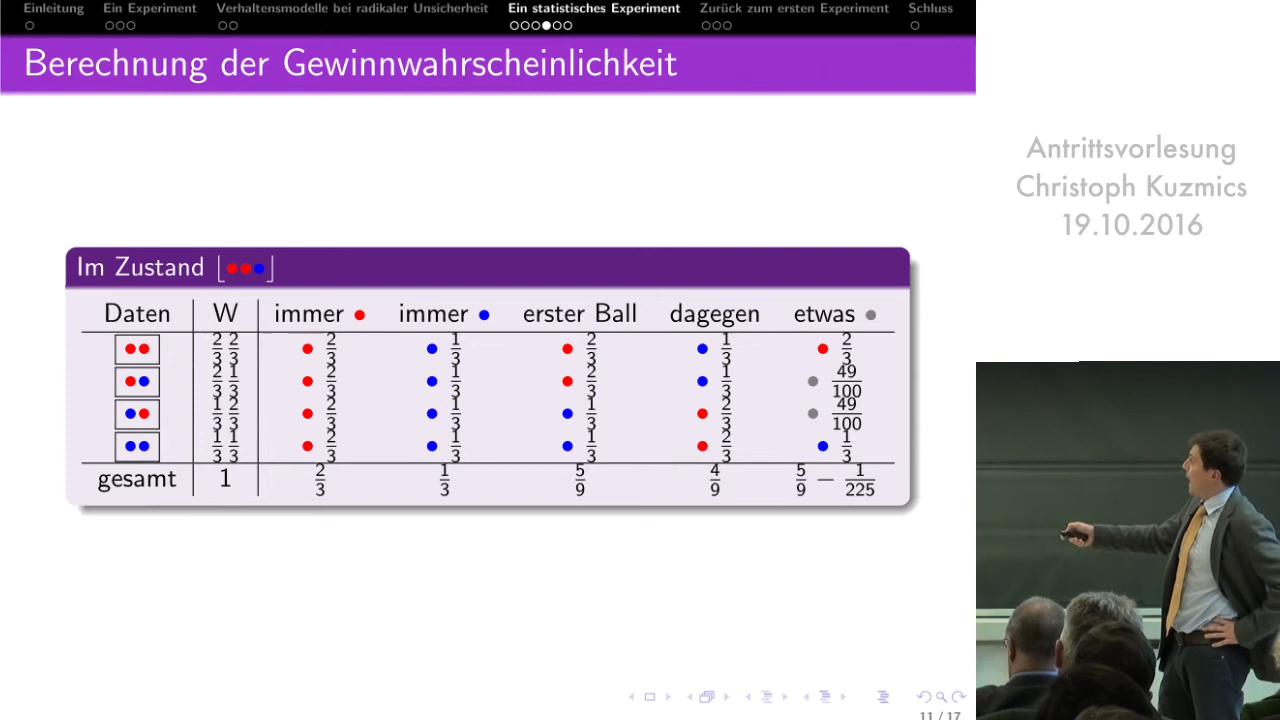 Einleitung Ein Experiment Verhaltensmodelle bei radikaler Unsicherheit Ein statistisches Experiment Zurück zum ersten Experiment Schluss
Berechnung der Gewinnwahrscheinlichkeit
Antrittsvorlesung
Christoph Kuzmics
19.10.2016
Im Zustand
Daten W immer immer erster Ball dagegen etwas
2/3 2/3 2/3 1/3 2/3 1/3 2/3
2/3 1/3 2/3 1/3 2/3 1/3 49/100
1/3 2/3 2/3 1/3 1/3 2/3 49/100
1/3 1/3 2/3 1/3 1/3 2/3 1/3
gesamt 1 2/3 1/3 5/9 4/9 5/9 − 1/225
11 / 17